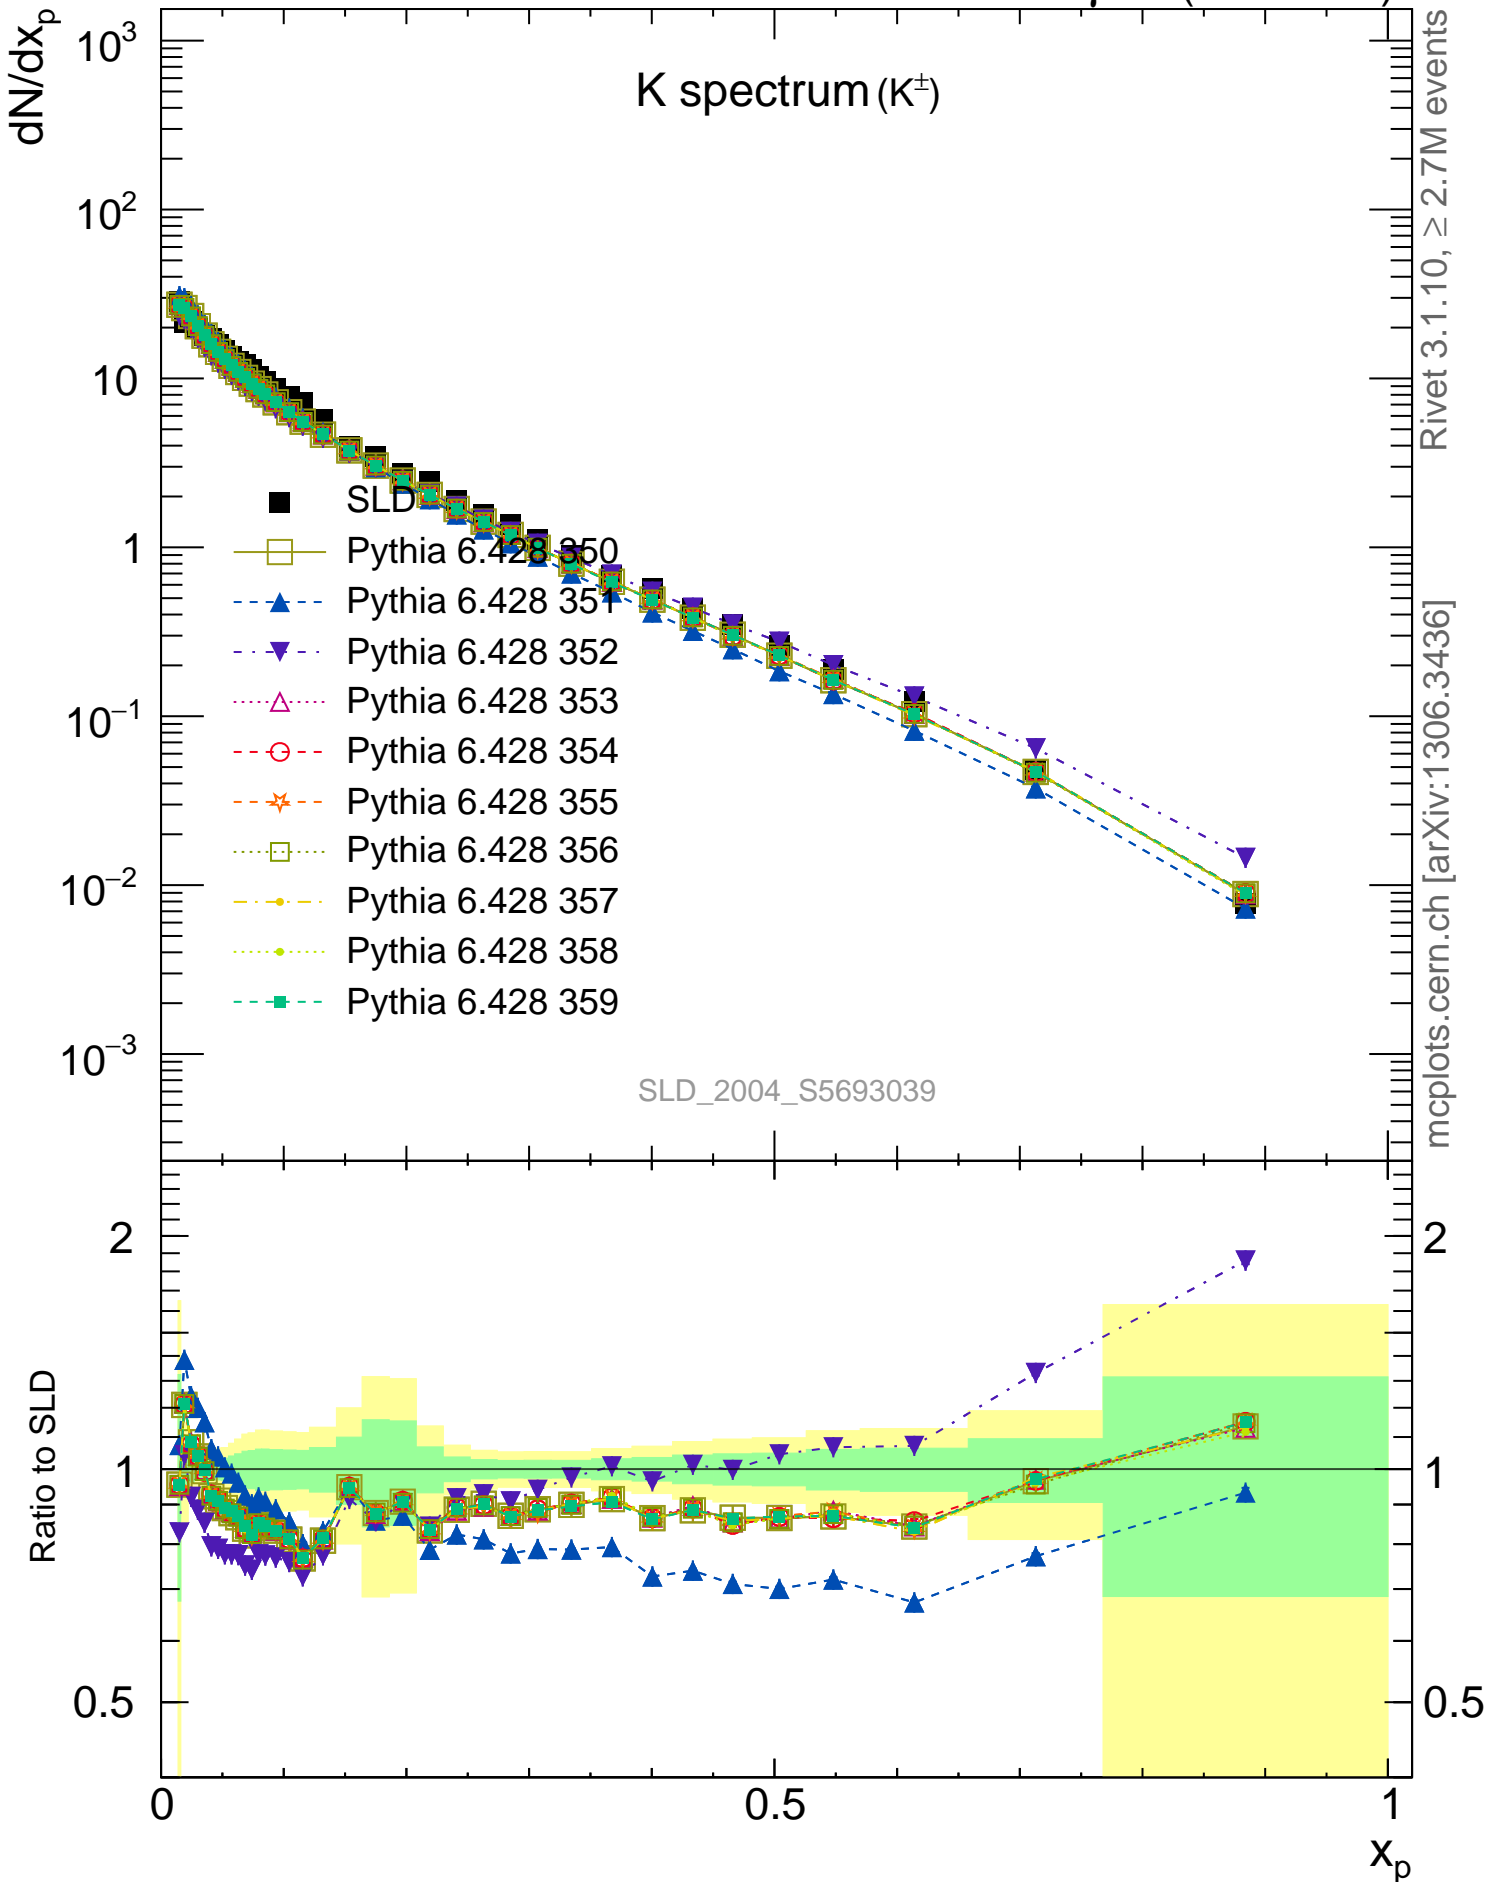 dN/dx_p
K spectrum (K^±)
10^3
10^2
10
1
10^−1
10^−2
10^−3
SLD
Pythia 6.428 350
Pythia 6.428 351
Pythia 6.428 352
Pythia 6.428 353
Pythia 6.428 354
Pythia 6.428 355
Pythia 6.428 356
Pythia 6.428 357
Pythia 6.428 358
Pythia 6.428 359
SLD_2004_S5693039
Rivet 3.1.10, ≥ 2.7M events
mcplots.cern.ch [arXiv:1306.3436]
Ratio to SLD
2
1
0.5
2
1
0.5
0
0.5
1
x_p